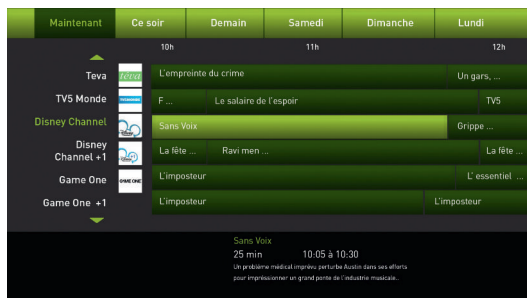 Maintenant Ce soir Demain Samedi Dimanche Lundi
10h 11h 12h
Teva téva L'empreinte du crime Un gars, ...
TV5 Monde TV5MONDE F ... Le salaire de l'espoir TV5
Disney Channel Sans Voix Grippe ...
Disney
Channel +1 La fête ... Ravi men ... La fête ...
Game One GAME ONE L'imposteur L' essentiel ...
Game One +1 L'imposteur L'imposteur
Sans Voix
25 min 10:05 à 10:30
Un problème médical imprévu perturbe Austin dans ses efforts
pour impréssionner un grand ponte de l'industrie musicale..